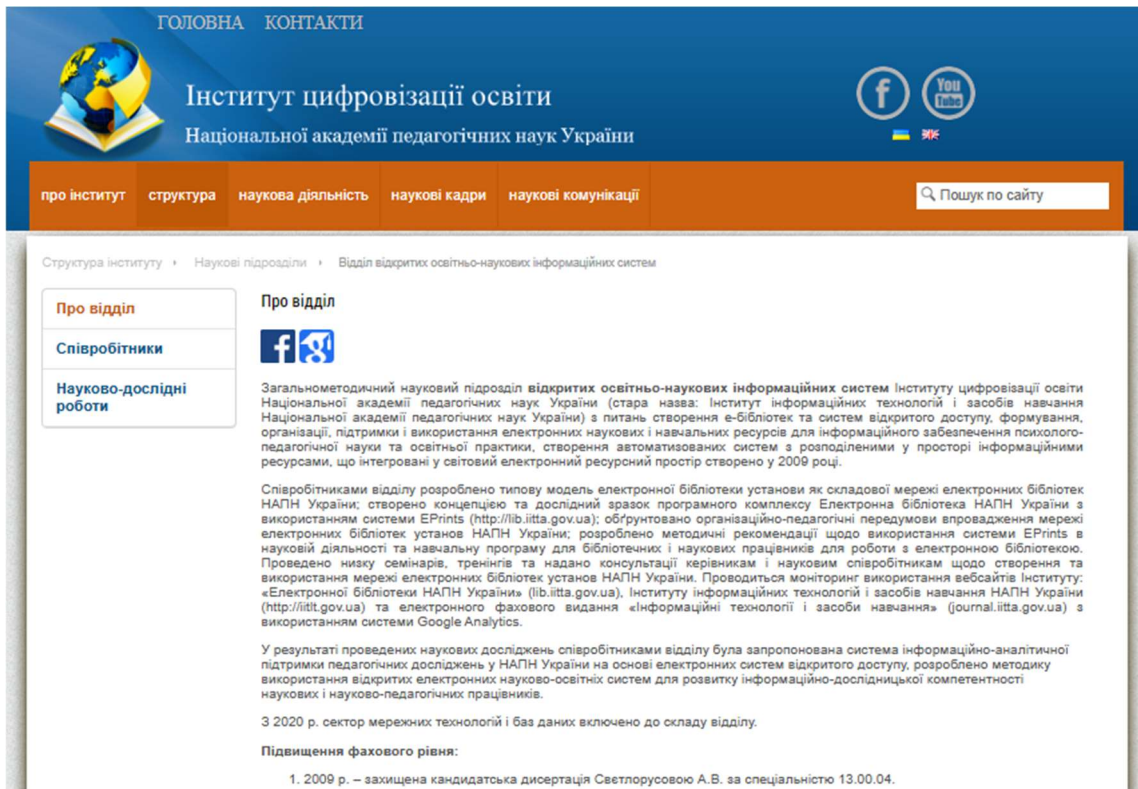 ГОЛОВНА КОНТАКТИ
Інститут цифровізації освіти
Національної академії педагогічних наук України
f
You Tube
про інститут структура наукова діяльність наукові кадри наукові комунікації Пошук по сайту
Структура інституту Наукові підрозділи Відділ відкритих освітньо-наукових інформаційних систем
Про відділ
Співробітники
Науково-дослідні
роботи
Про відділ
Загальнометодичний науковий підрозділ відкритих освітньо-наукових інформаційних систем Інституту цифровізації освіти
Національної академії педагогічних наук України (стара назва: Інститут інформаційних технологій і засобів навчання
Національної академії педагогічних наук України) з питань створення е-бібліотек та систем відкритого доступу, формування,
організації, підтримки і використання електронних наукових і навчальних ресурсів для інформаційного забезпечення психолого-
педагогічної науки та освітньої практики, створення автоматизованих систем з розподіленими у просторі інформаційними
ресурсами, що інтегровані у світовий електронний ресурсний простір створено у 2009 році.
Співробітниками відділу розроблено типову модель електронної бібліотеки установи як складової мережі електронних бібліотек
НАПН України; створено концепцію та дослідний зразок програмного комплексу Електронна бібліотека НАПН України з
використанням системи EPrints (http://lib.iitta.gov.ua); обґрунтовано організаційно-педагогічні передумови впровадження мережі
електронних бібліотек установ НАПН України; розроблено методичні рекомендації щодо використання системи EPrints в
науковій діяльності та навчальну програму для бібліотечних і наукових працівників для роботи з електронною бібліотекою.
Проведено низку семінарів, тренінгів та надано консультації керівникам і науковим співробітникам щодо створення та
використання мережі електронних бібліотек установ НАПН України. Проводиться моніторинг використання вебсайтів Інституту:
«Електронної бібліотеки НАПН України» (lib.iitta.gov.ua), Інституту інформаційних технологій і засобів навчання НАПН України
(http://iitlt.gov.ua) та електронного фахового видання «Інформаційні технології і засоби навчання» (journal.iitta.gov.ua) з
використанням системи Google Analytics.
У результаті проведених наукових досліджень співробітниками відділу була запропонована система інформаційно-аналітичної
підтримки педагогічних досліджень у НАПН України на основі електронних систем відкритого доступу, розроблено методику
використання відкритих електронних науково-освітніх систем для розвитку інформаційно-дослідницької компетентності
наукових і науково-педагогічних працівників.
З 2020 р. сектор мережних технологій і баз даних включено до складу відділу.
Підвищення фахового рівня:
1. 2009 р. – захищена кандидатська дисертація Свєтлорусовою А.В. за спеціальністю 13.00.04.